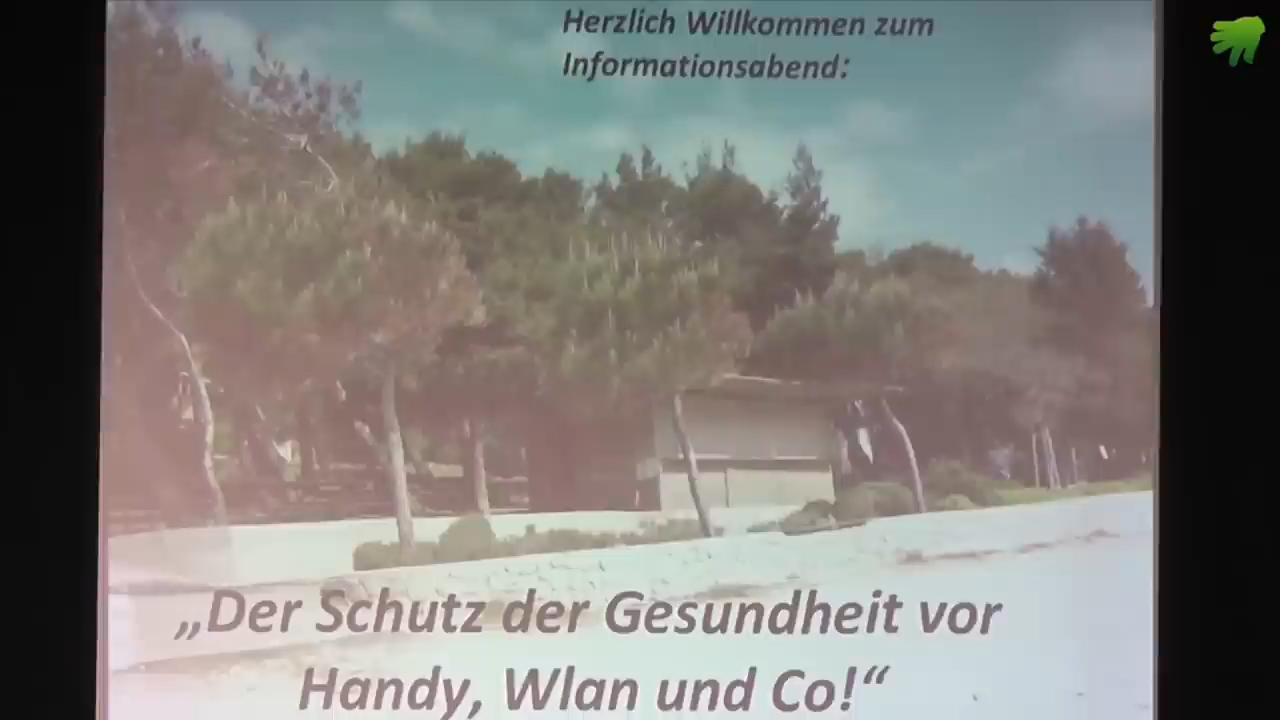 Herzlich Willkommen zum
Informationsabend:
„Der Schutz der Gesundheit vor
Handy, Wlan und Co!“